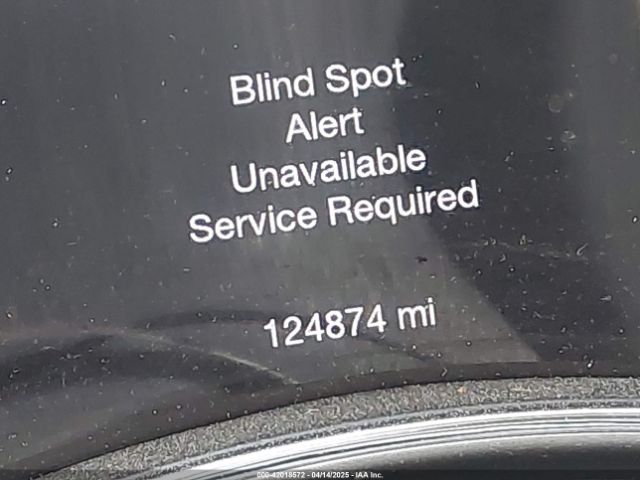 Blind Spot
Alert
Unavailable
Service Required
124874 mi
000-42018572 - 04/14/2025 - IAA Inc.